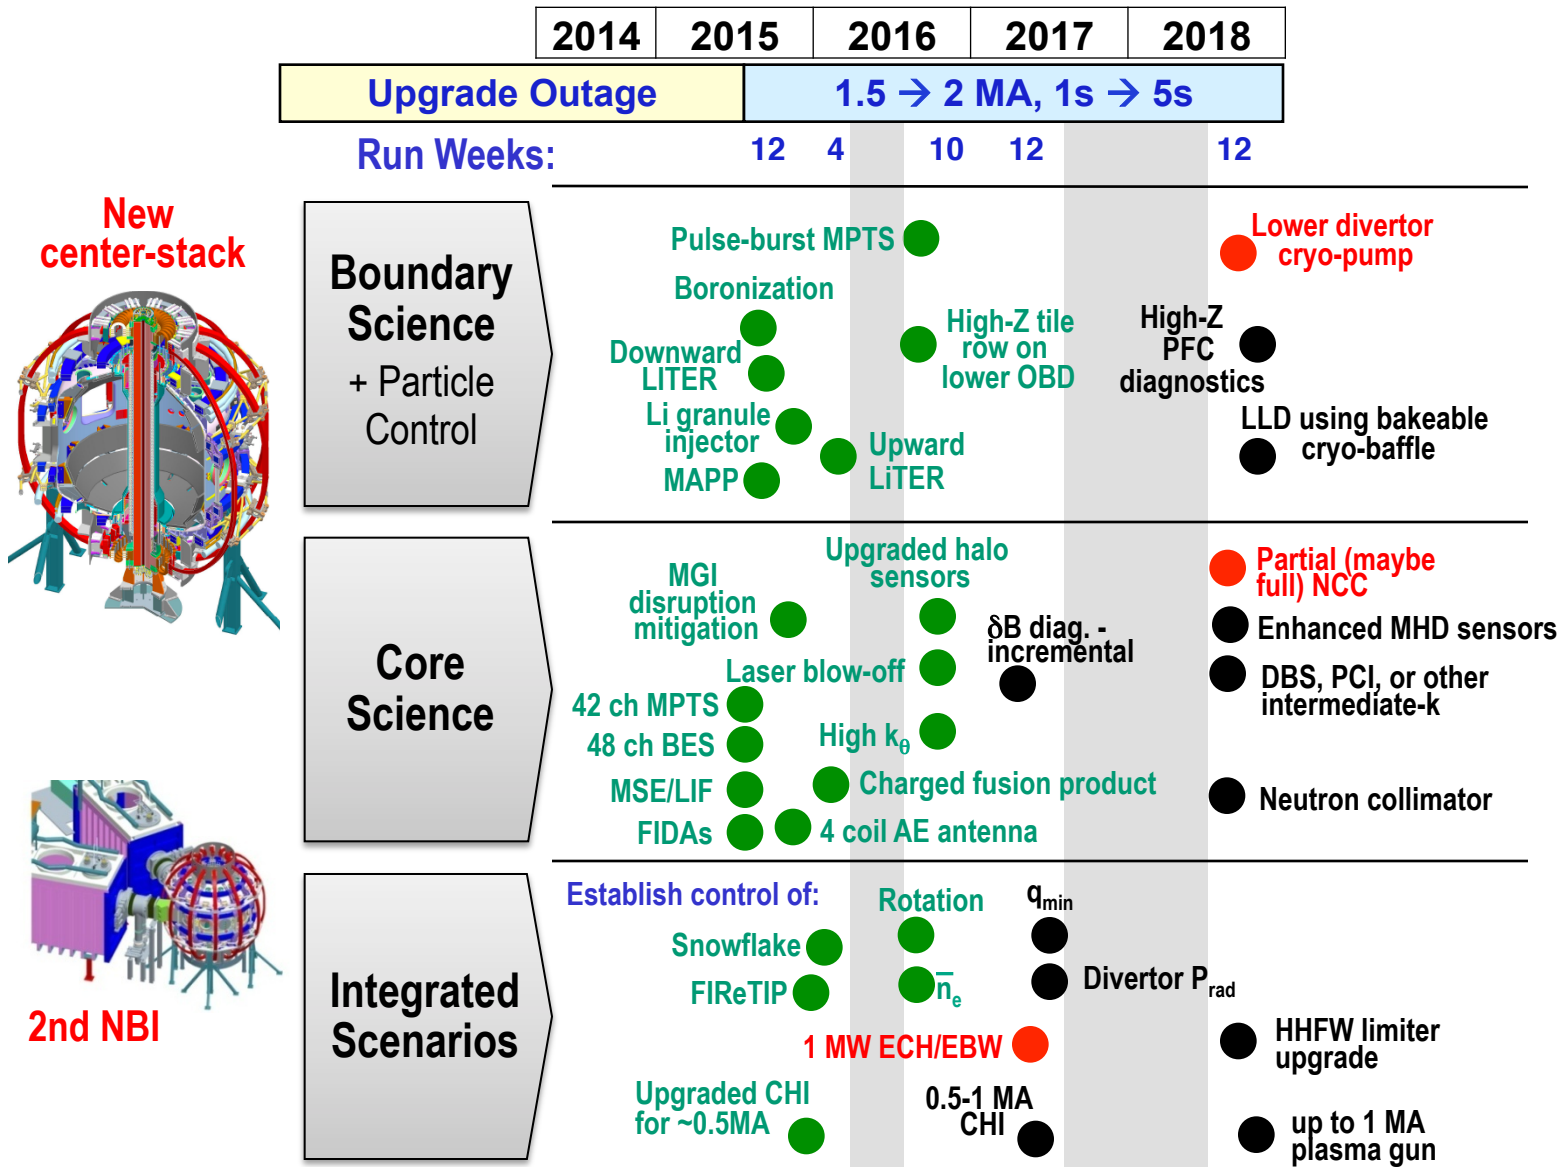 2014 2015 2016 2017 2018
Upgrade Outage
1.5 → 2 MA, 1s → 5s
Run Weeks:
12 4 10 12 12
New
center-stack
2nd NBI
Boundary
Science
+ Particle
Control
Pulse-burst MPTS
Boronization
Downward
LITER
Li granule
injector
MAPP
Upward
LiTER
High-Z tile
row on
lower OBD
Lower divertor
cryo-pump
High-Z
PFC
diagnostics
LLD using bakeable
cryo-baffle
Core
Science
MGI
disruption
mitigation
Upgraded halo
sensors
Laser blow-off
42 ch MPTS
48 ch BES
MSE/LIF
FIDAs
High kθ
Charged fusion product
4 coil AE antenna
δB diag. -
incremental
Partial (maybe
full) NCC
Enhanced MHD sensors
DBS, PCI, or other
intermediate-k
Neutron collimator
Integrated
Scenarios
Establish control of:
Snowflake
FIReTIP
Rotation
n̅e
qmin
Divertor Prad
1 MW ECH/EBW
Upgraded CHI
for ~0.5MA
0.5-1 MA
CHI
HHFW limiter
upgrade
up to 1 MA
plasma gun